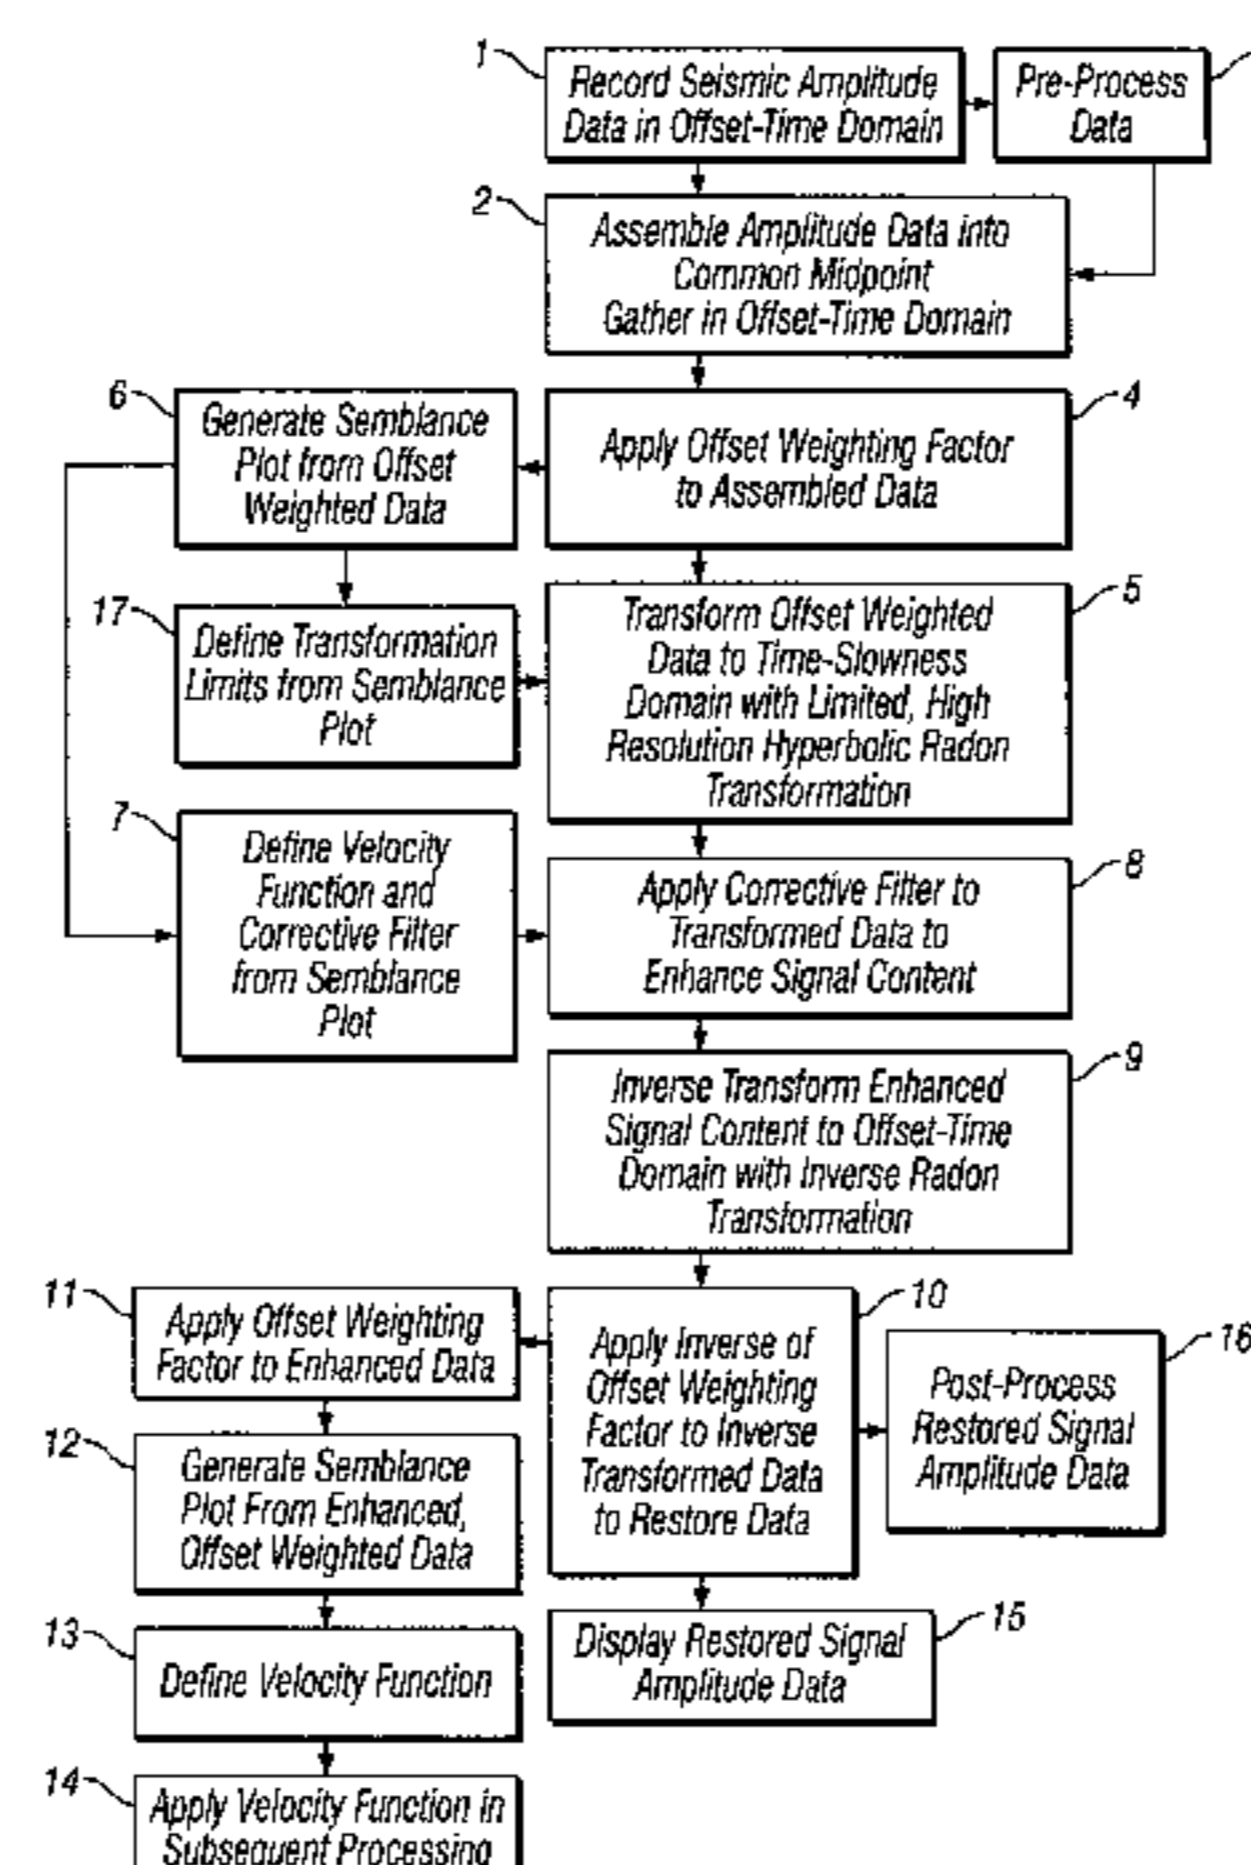 1
Record Seismic Amplitude
Data in Offset-Time Domain
Pre-Process
Data
2
Assemble Amplitude Data into
Common Midpoint
Gather in Offset-Time Domain
6
Generate Semblance
Plot from Offset
Weighted Data
4
Apply Offset Weighting Factor
to Assembled Data
17
Define Transformation
Limits from Semblance
Plot
5
Transform Offset Weighted
Data to Time-Slowness
Domain with Limited, High
Resolution Hyperbolic Radon
Transformation
7
Define Velocity
Function and
Corrective Filter
from Semblance
Plot
8
Apply Corrective Filter to
Transformed Data to
Enhance Signal Content
9
Inverse Transform Enhanced
Signal Content to Offset-Time
Domain with Inverse Radon
Transformation
11
Apply Offset Weighting
Factor to Enhanced Data
10
Apply Inverse of
Offset Weighting
Factor to Inverse
Transformed Data
to Restore Data
16
Post-Process
Restored Signal
Amplitude Data
12
Generate Semblance
Plot From Enhanced,
Offset Weighted Data
13
Define Velocity Function
15
Display Restored Signal
Amplitude Data
14
Apply Velocity Function in
Subsequent Processing